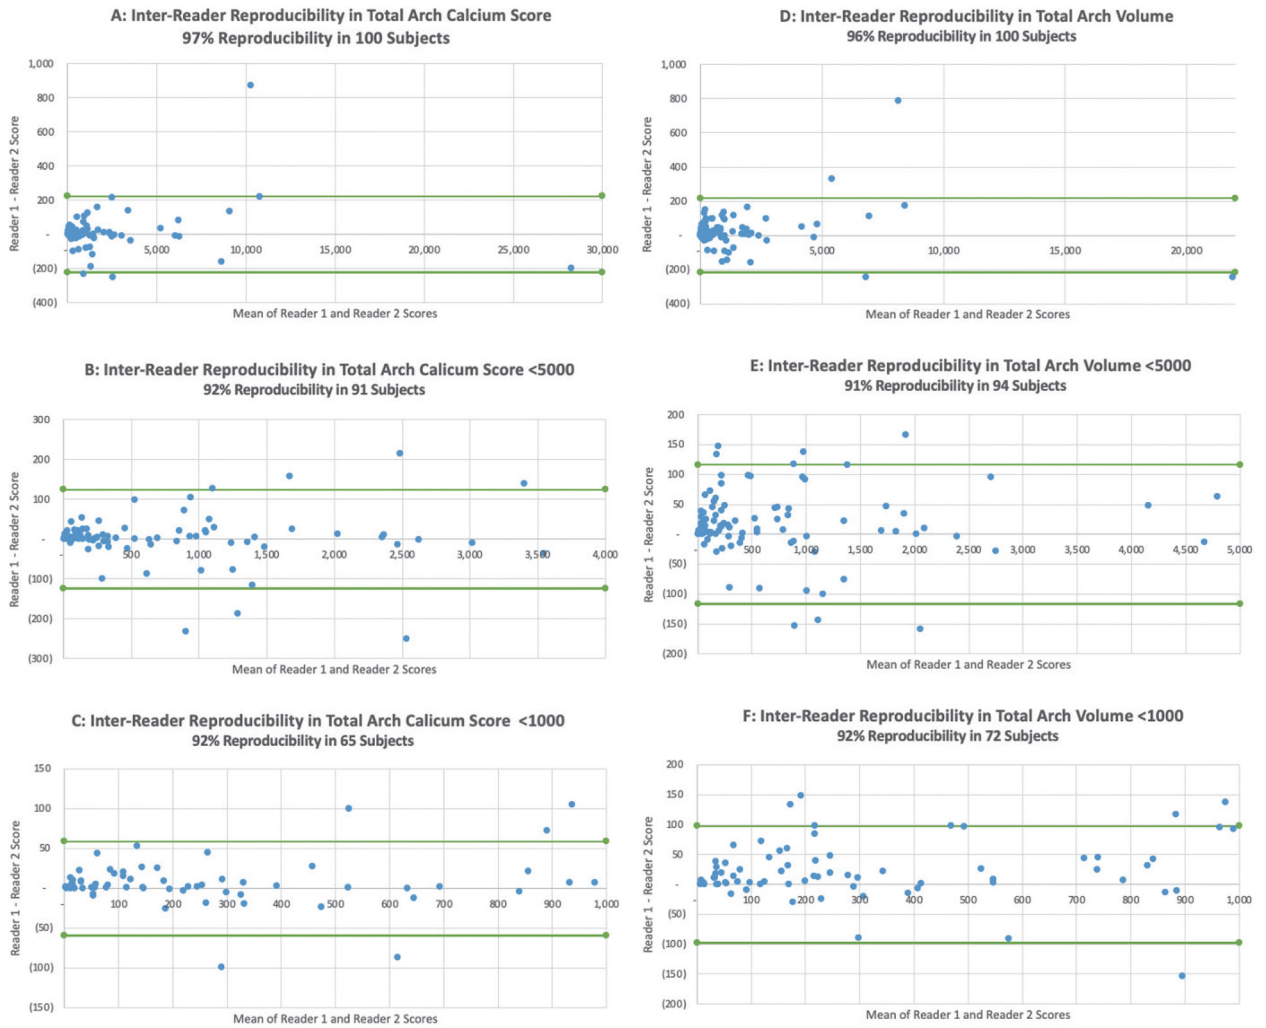 A: Inter-Reader Reproducibility in Total Arch Calcium Score
97% Reproducibility in 100 Subjects
1,000
800
600
400
200
-
(200)
(400)
Reader 1 - Reader 2 Score
- 5,000 10,000 15,000 20,000 25,000 30,000
Mean of Reader 1 and Reader 2 Scores
D: Inter-Reader Reproducibility in Total Arch Volume
96% Reproducibility in 100 Subjects
1,000
800
600
400
200
-
(200)
(400)
Reader 1 - Reader 2 Score
- 5,000 10,000 15,000 20,000
Mean of Reader 1 and Reader 2 Scores
B: Inter-Reader Reproducibility in Total Arch Calicum Score <5000
92% Reproducibility in 91 Subjects
300
200
100
-
(100)
(200)
(300)
Reader 1 - Reader 2 Score
- 500 1,000 1,500 2,000 2,500 3,000 3,500 4,000
Mean of Reader 1 and Reader 2 Scores
E: Inter-Reader Reproducibility in Total Arch Volume <5000
91% Reproducibility in 94 Subjects
200
150
100
50
-
(50)
(100)
(150)
(200)
Reader 1 - Reader 2 Score
- 500 1,000 1,500 2,000 2,500 3,000 3,500 4,000 4,500 5,000
Mean of Reader 1 and Reader 2 Scores
C: Inter-Reader Reproducibility in Total Arch Calicum Score <1000
92% Reproducibility in 65 Subjects
150
100
50
-
(50)
(100)
(150)
Reader 1 - Reader 2 Score
- 100 200 300 400 500 600 700 800 900 1,000
Mean of Reader 1 and Reader 2 Scores
F: Inter-Reader Reproducibility in Total Arch Volume <1000
92% Reproducibility in 72 Subjects
200
150
100
50
-
(50)
(100)
(150)
(200)
Reader 1 - Reader 2 Score
- 100 200 300 400 500 600 700 800 900 1,000
Mean of Reader 1 and Reader 2 Scores